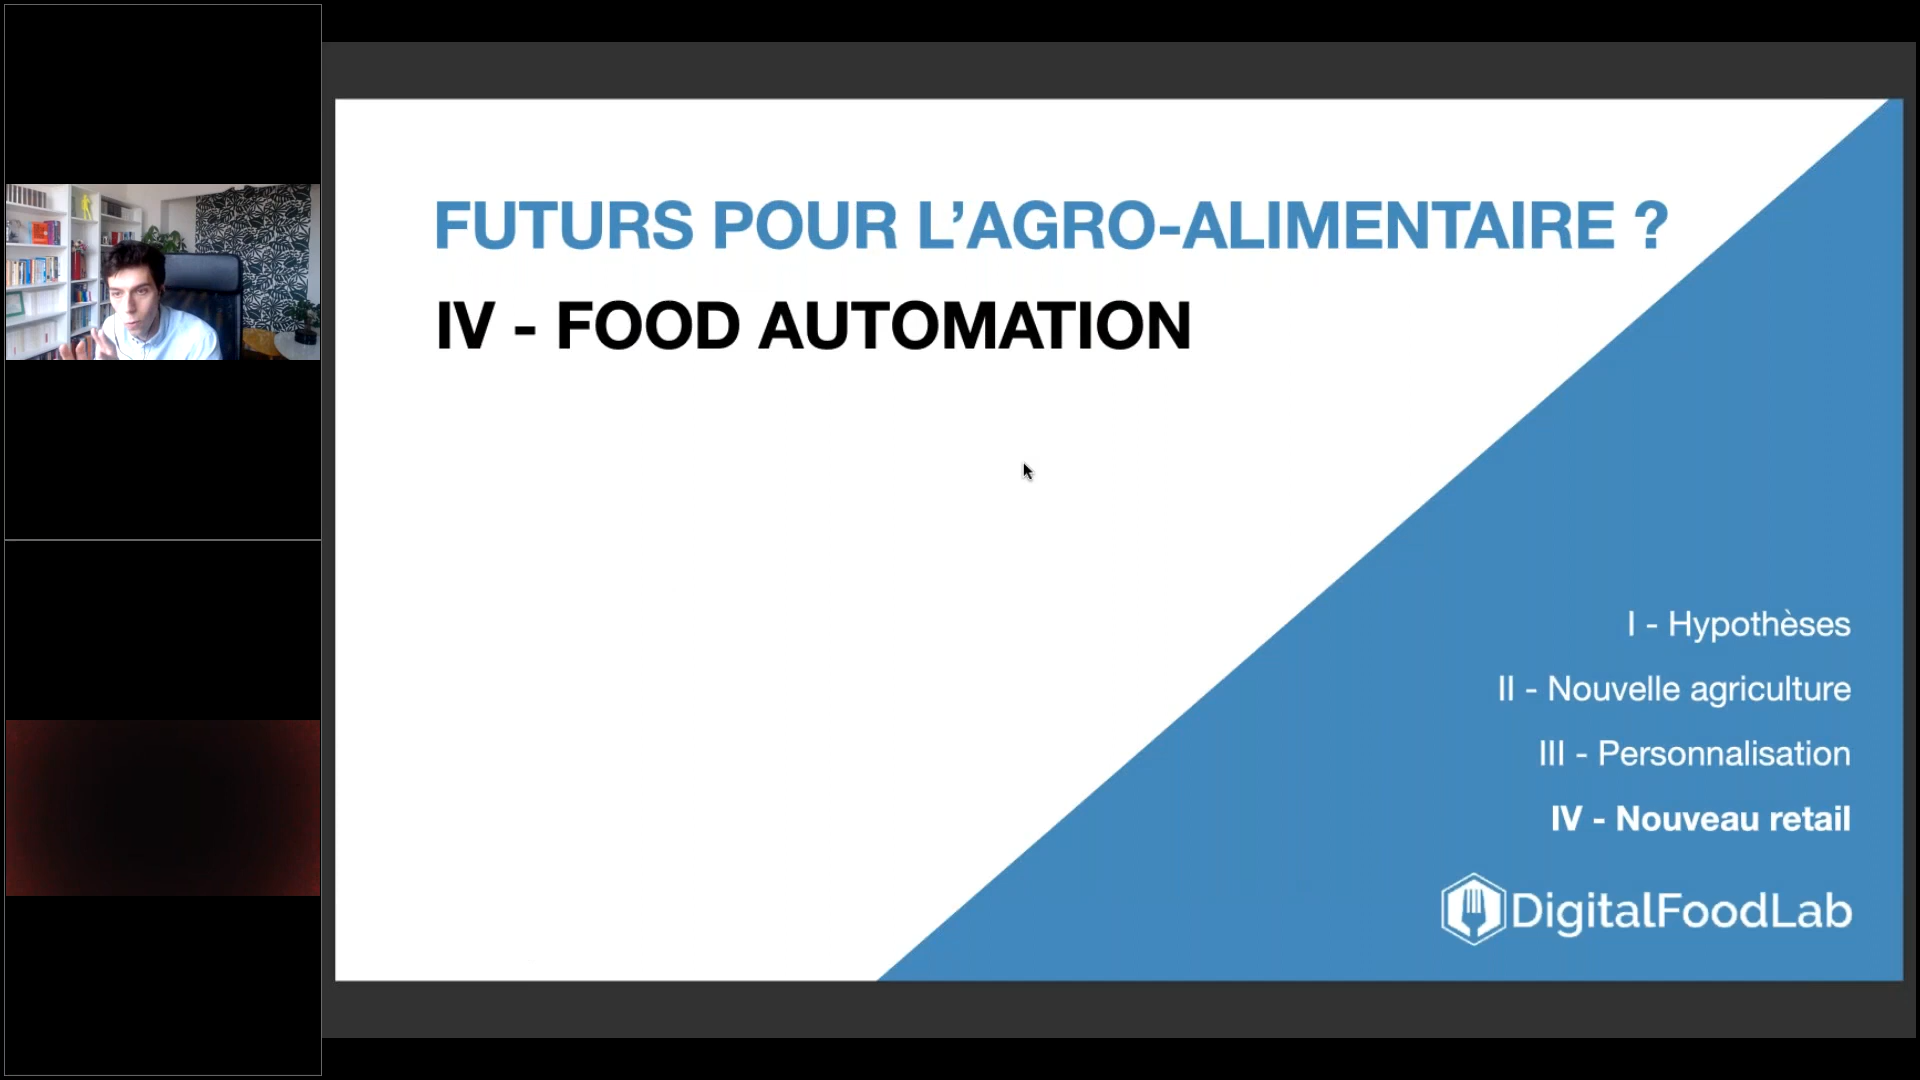 FUTURS POUR L’AGRO-ALIMENTAIRE ?
IV - FOOD AUTOMATION
I - Hypothèses
II - Nouvelle agriculture
III - Personnalisation
IV - Nouveau retail
DigitalFoodLab